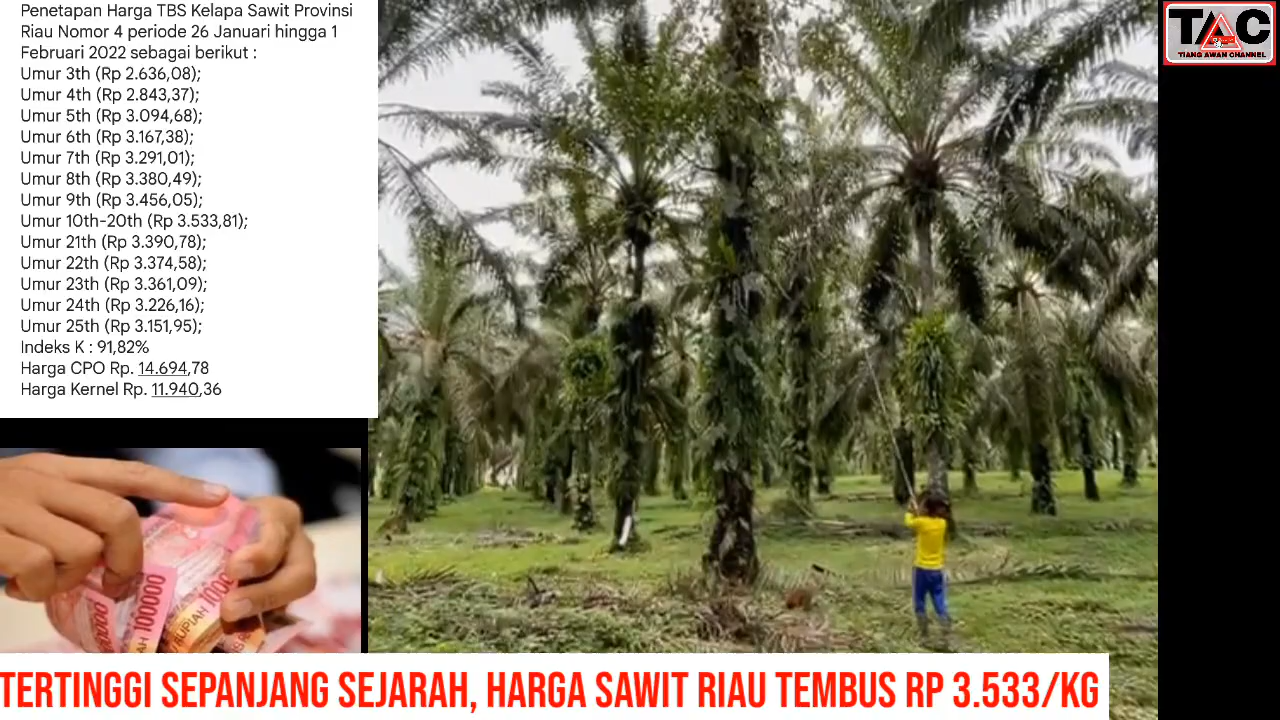 Penetapan Harga TBS Kelapa Sawit Provinsi
Riau Nomor 4 periode 26 Januari hingga 1
Februari 2022 sebagai berikut :
Umur 3th (Rp 2.636,08);
Umur 4th (Rp 2.843,37);
Umur 5th (Rp 3.094,68);
Umur 6th (Rp 3.167,38);
Umur 7th (Rp 3.291,01);
Umur 8th (Rp 3.380,49);
Umur 9th (Rp 3.456,05);
Umur 10th-20th (Rp 3.533,81);
Umur 21th (Rp 3.390,78);
Umur 22th (Rp 3.374,58);
Umur 23th (Rp 3.361,09);
Umur 24th (Rp 3.226,16);
Umur 25th (Rp 3.151,95);
Indeks K : 91,82%
Harga CPO Rp. 14.694,78
Harga Kernel Rp. 11.940,36
TAC
TIANG AWAN CHANNEL
100000
RUPIAH
TERTINGGI SEPANJANG SEJARAH, HARGA SAWIT RIAU TEMBUS RP 3.533/KG